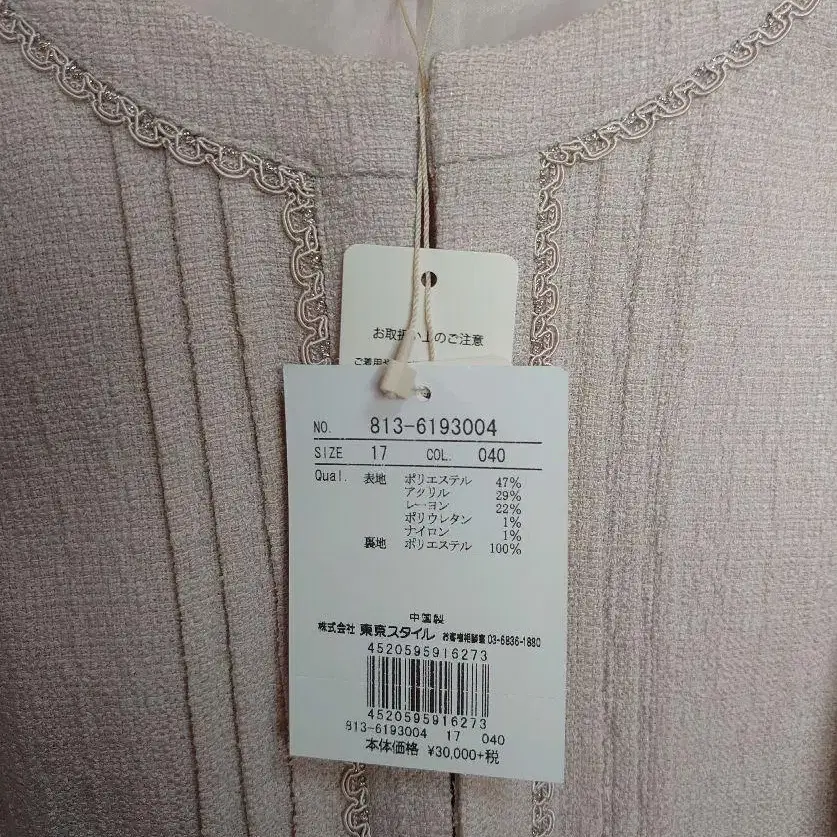 お取扱い上のご注意
ご着用
NO. 813-6193004
SIZE 17 COL. 040
Qual. 表地 ポリエステル 47%
アクリル 29%
レーヨン 22%
ポリウレタン 1%
ナイロン 1%
裏地 ポリエステル 100%
中国製
株式会社 東京スタイル お客様相談室 03-6836-1880
4520595916273
4520595916273
813-6193004 17 040
本体価格 ¥30,000+税